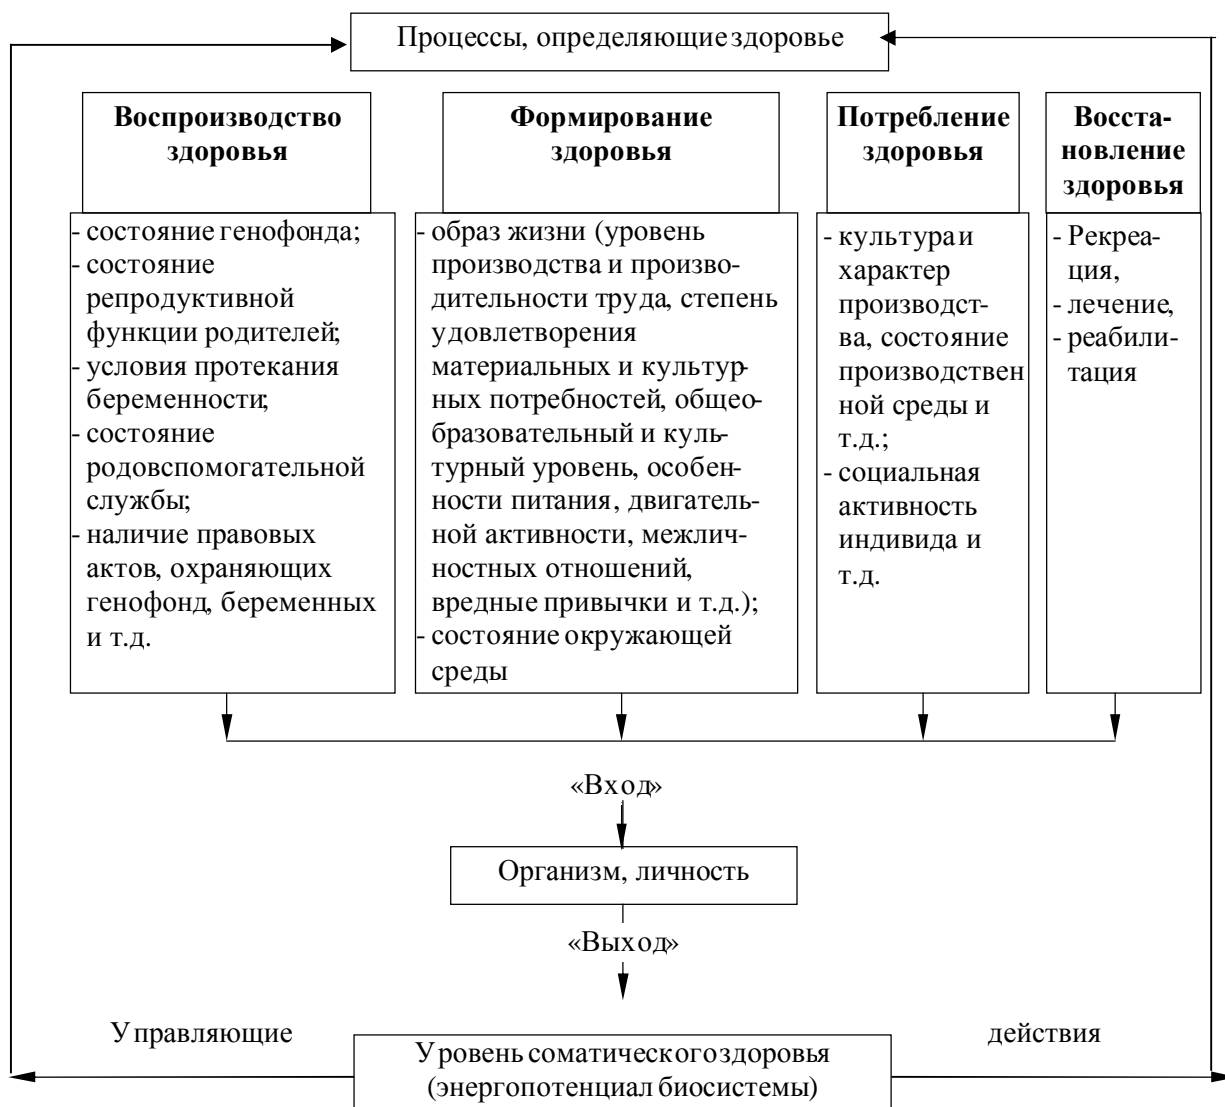 Процессы, определяющие здоровье
Воспроизводство
здоровья
Формирование
здоровья
Потребление
здоровья
Восста-
новление
здоровья
- состояние генофонда;
- состояние
репродуктивной
функции родителей;
- условия протекания
беременности;
- состояние
родовспомогательной
службы;
- наличие правовых
актов, охраняющих
генофонд, беременных
и т.д.
- образ жизни (уровень
производства и произво-
дительности труда, степень
удовлетворения
материальных и культур-
ных потребностей, общео-
бразовательный и куль-
турный уровень, особен-
ности питания, двигатель-
ной активности, межлич-
ностных отношений,
вредные привычки и т.д.);
- состояние окружающей
среды
- культура и
характер
производст-
ва, состояние
производствен
ной среды и
т.д.;
- социальная
активность
индивида и
т.д.
- Рекреа-
ция,
- лечение,
- реабили-
тация
«Вход»
Организм, личность
«Выход»
Управляющие
действия
Уровень соматического здоровья
(энергопотенциал биосистемы)